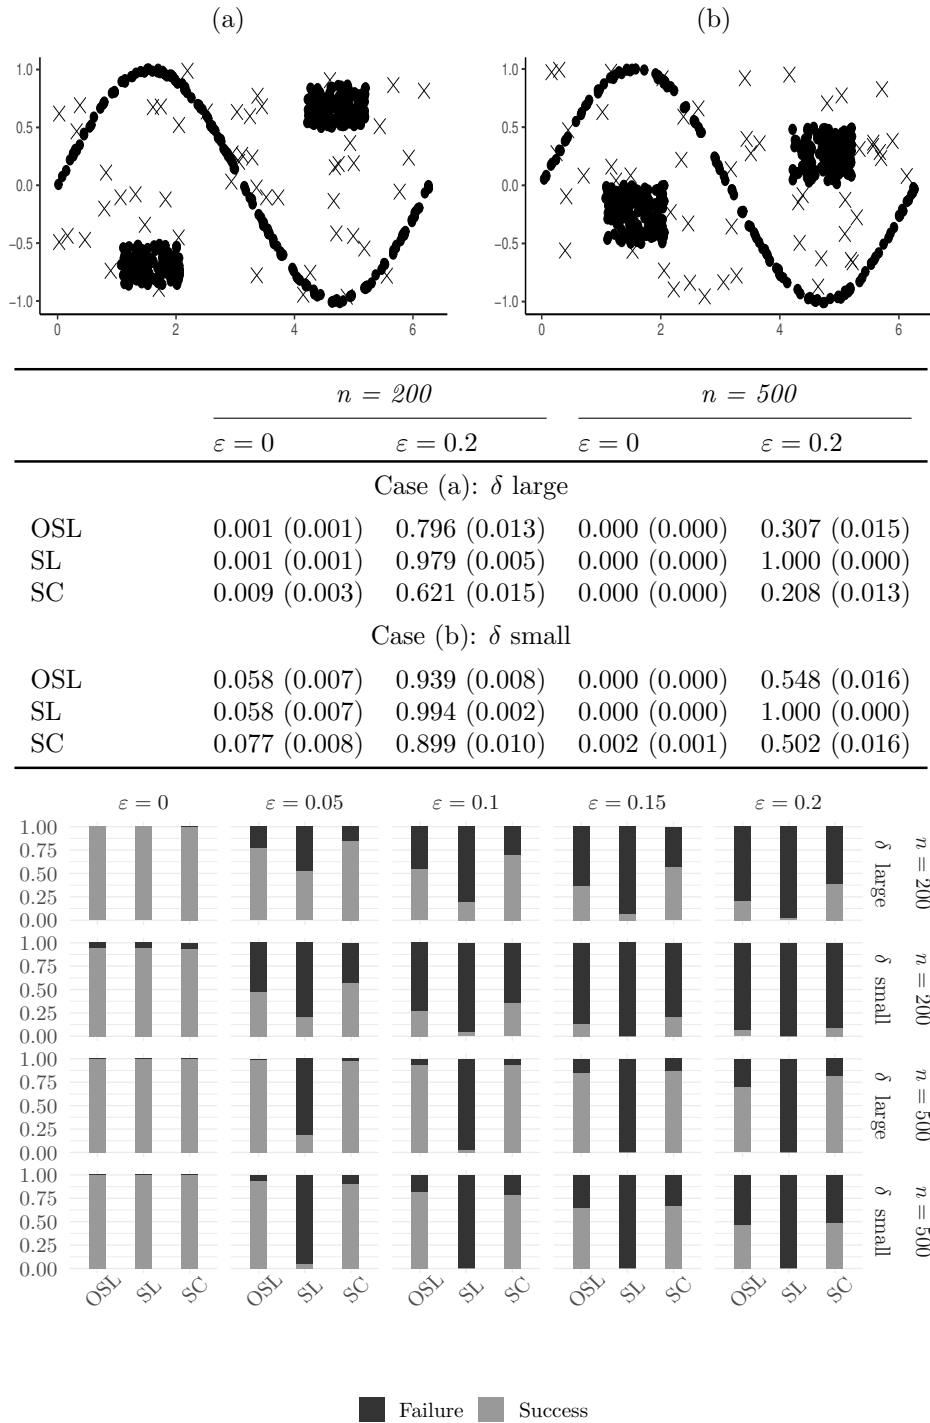 (a) (b)
1.0 0.5 0.0 −0.5 −1.0
0 2 4 6
1.0 0.5 0.0 −0.5 −1.0
0 2 4 6
n = 200 n = 500
ε = 0 ε = 0.2 ε = 0 ε = 0.2
Case (a): δ large
OSL 0.001 (0.001) 0.796 (0.013) 0.000 (0.000) 0.307 (0.015)
SL 0.001 (0.001) 0.979 (0.005) 0.000 (0.000) 1.000 (0.000)
SC 0.009 (0.003) 0.621 (0.015) 0.000 (0.000) 0.208 (0.013)
Case (b): δ small
OSL 0.058 (0.007) 0.939 (0.008) 0.000 (0.000) 0.548 (0.016)
SL 0.058 (0.007) 0.994 (0.002) 0.000 (0.000) 1.000 (0.000)
SC 0.077 (0.008) 0.899 (0.010) 0.002 (0.001) 0.502 (0.016)
ε = 0 ε = 0.05 ε = 0.1 ε = 0.15 ε = 0.2
1.00 0.75 0.50 0.25 0.00
δ large n = 200
1.00 0.75 0.50 0.25 0.00
δ small n = 200
1.00 0.75 0.50 0.25 0.00
δ large n = 500
1.00 0.75 0.50 0.25 0.00
δ small n = 500
OSL SL SC OSL SL SC OSL SL SC OSL SL SC OSL SL SC
Failure Success